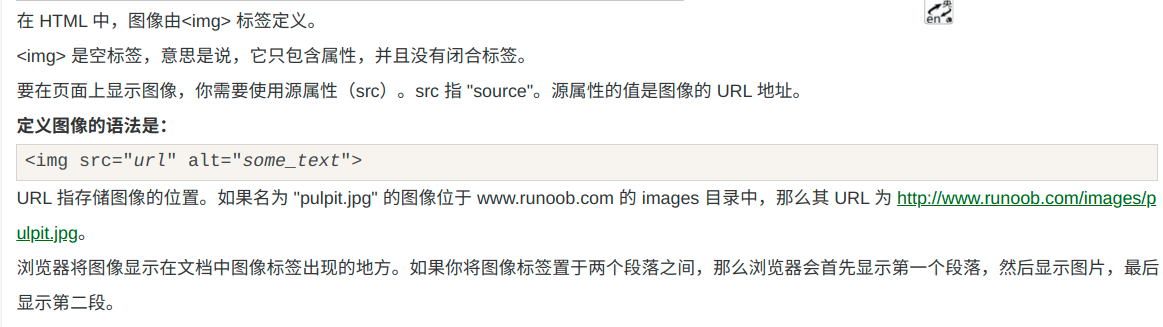 在 HTML 中，图像由<img> 标签定义。
<img> 是空标签，意思是说，它只包含属性，并且没有闭合标签。
要在页面上显示图像，你需要使用源属性（src）。src 指 "source"。源属性的值是图像的 URL 地址。
定义图像的语法是：
<img src="url" alt="some_text">
URL 指存储图像的位置。如果名为 "pulpit.jpg" 的图像位于 www.runoob.com 的 images 目录中，那么其 URL 为 http://www.runoob.com/images/p
ulpit.jpg。
浏览器将图像显示在文档中图像标签出现的地方。如果你将图像标签置于两个段落之间，那么浏览器会首先显示第一个段落，然后显示图片，最后
显示第二段。
en